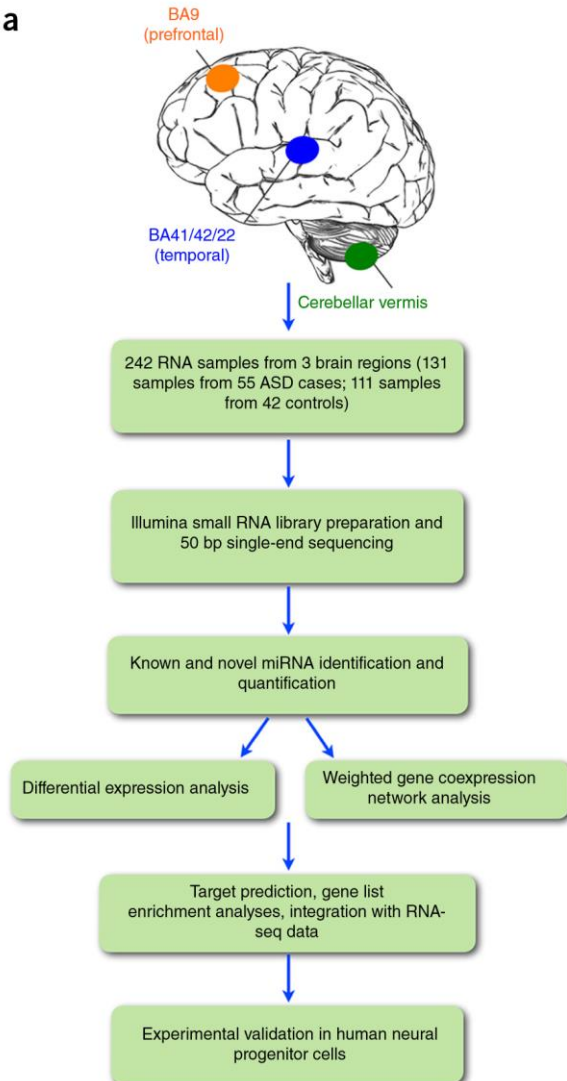 a
BA9
(prefrontal)
BA41/42/22
(temporal)
Cerebellar vermis
242 RNA samples from 3 brain regions (131
samples from 55 ASD cases; 111 samples
from 42 controls)
Illumina small RNA library preparation and
50 bp single-end sequencing
Known and novel miRNA identification and
quantification
Differential expression analysis
Weighted gene coexpression
network analysis
Target prediction, gene list
enrichment analyses, integration with RNA-
seq data
Experimental validation in human neural
progenitor cells